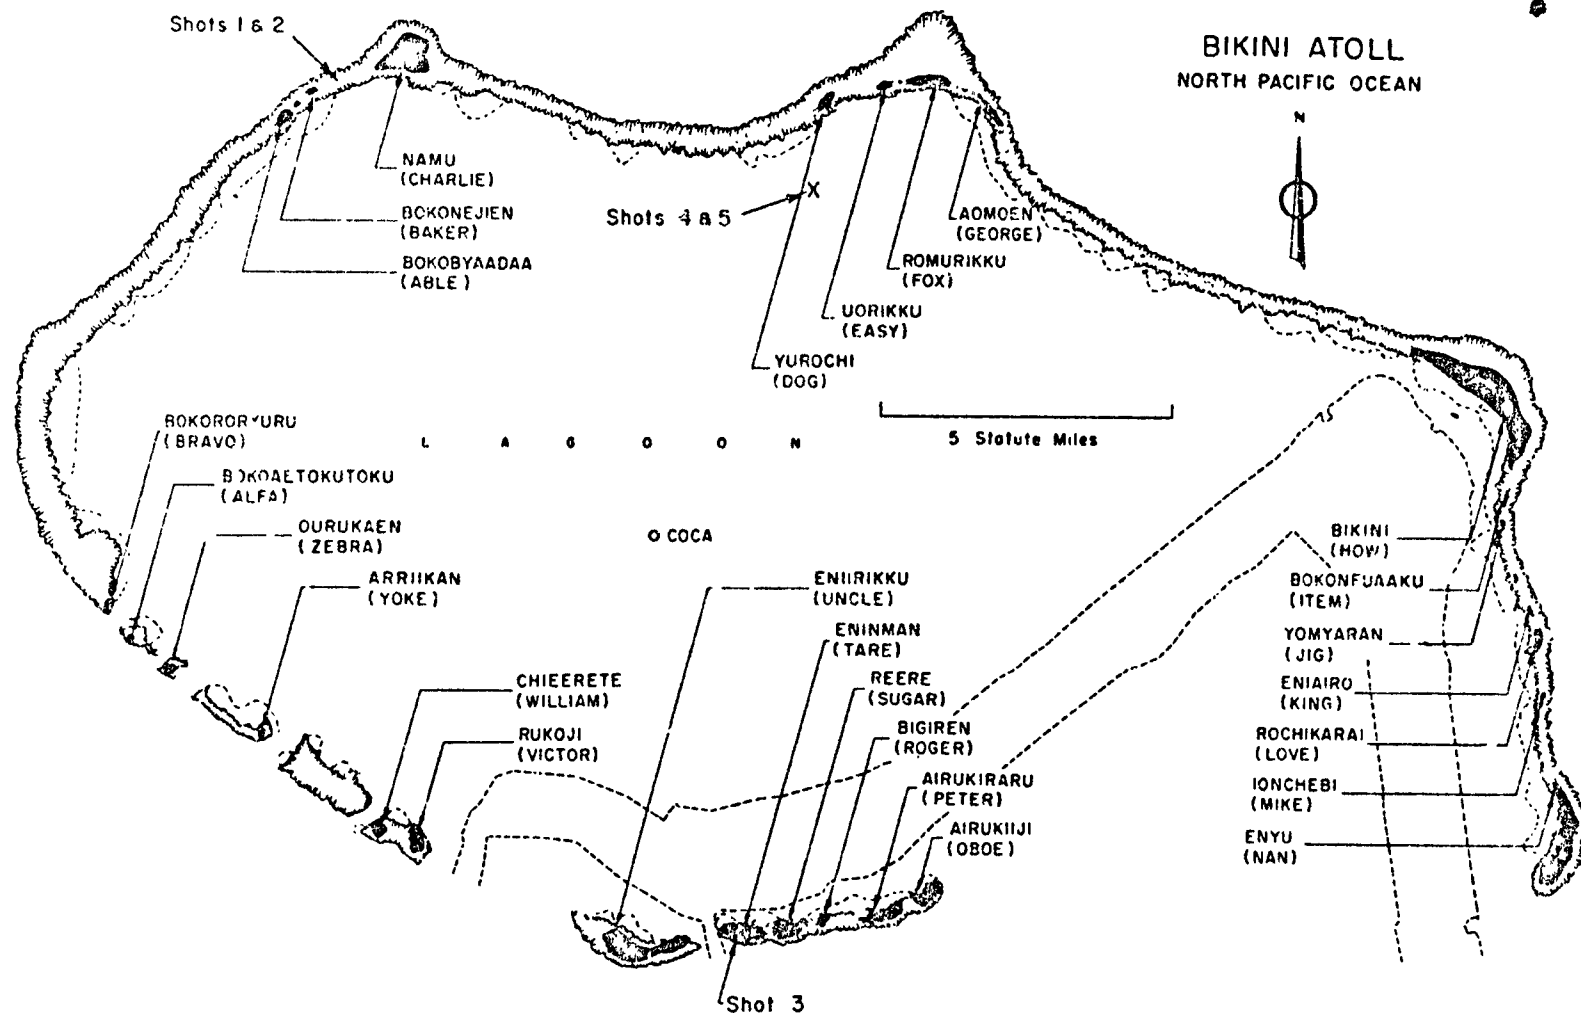 Shots 1 & 2
BIKINI ATOLL
NORTH PACIFIC OCEAN
N
NAMU
(CHARLIE)
BOKONEJIEN
(BAKER)
BOKOBYAADAA
(ABLE)
Shots 4 & 5
X
AOMOEN
(GEORGE)
ROMURIKKU
(FOX)
UORIKKU
(EASY)
YUROCHI
(DOG)
5 Statute Miles
LAGOON
BOKORORYURU
(BRAVO)
BOKOAETOKUTOKU
(ALFA)
OURUKAEN
(ZEBRA)
ARRIIKAN
(YOKE)
COCA
ENIIRIKKU
(UNCLE)
ENINMAN
(TARE)
REERE
(SUGAR)
BIGIREN
(ROGER)
AIRUKIRARU
(PETER)
AIRUKIIJI
(OBOE)
CHIEERETE
(WILLIAM)
RUKOJI
(VICTOR)
BIKINI
(HOW)
BOKONFUAAKU
(ITEM)
YOMYARAN
(JIG)
ENIAIRO
(KING)
ROCHIKARAI
(LOVE)
IONCHEBI
(MIKE)
ENYU
(NAN)
Shot 3